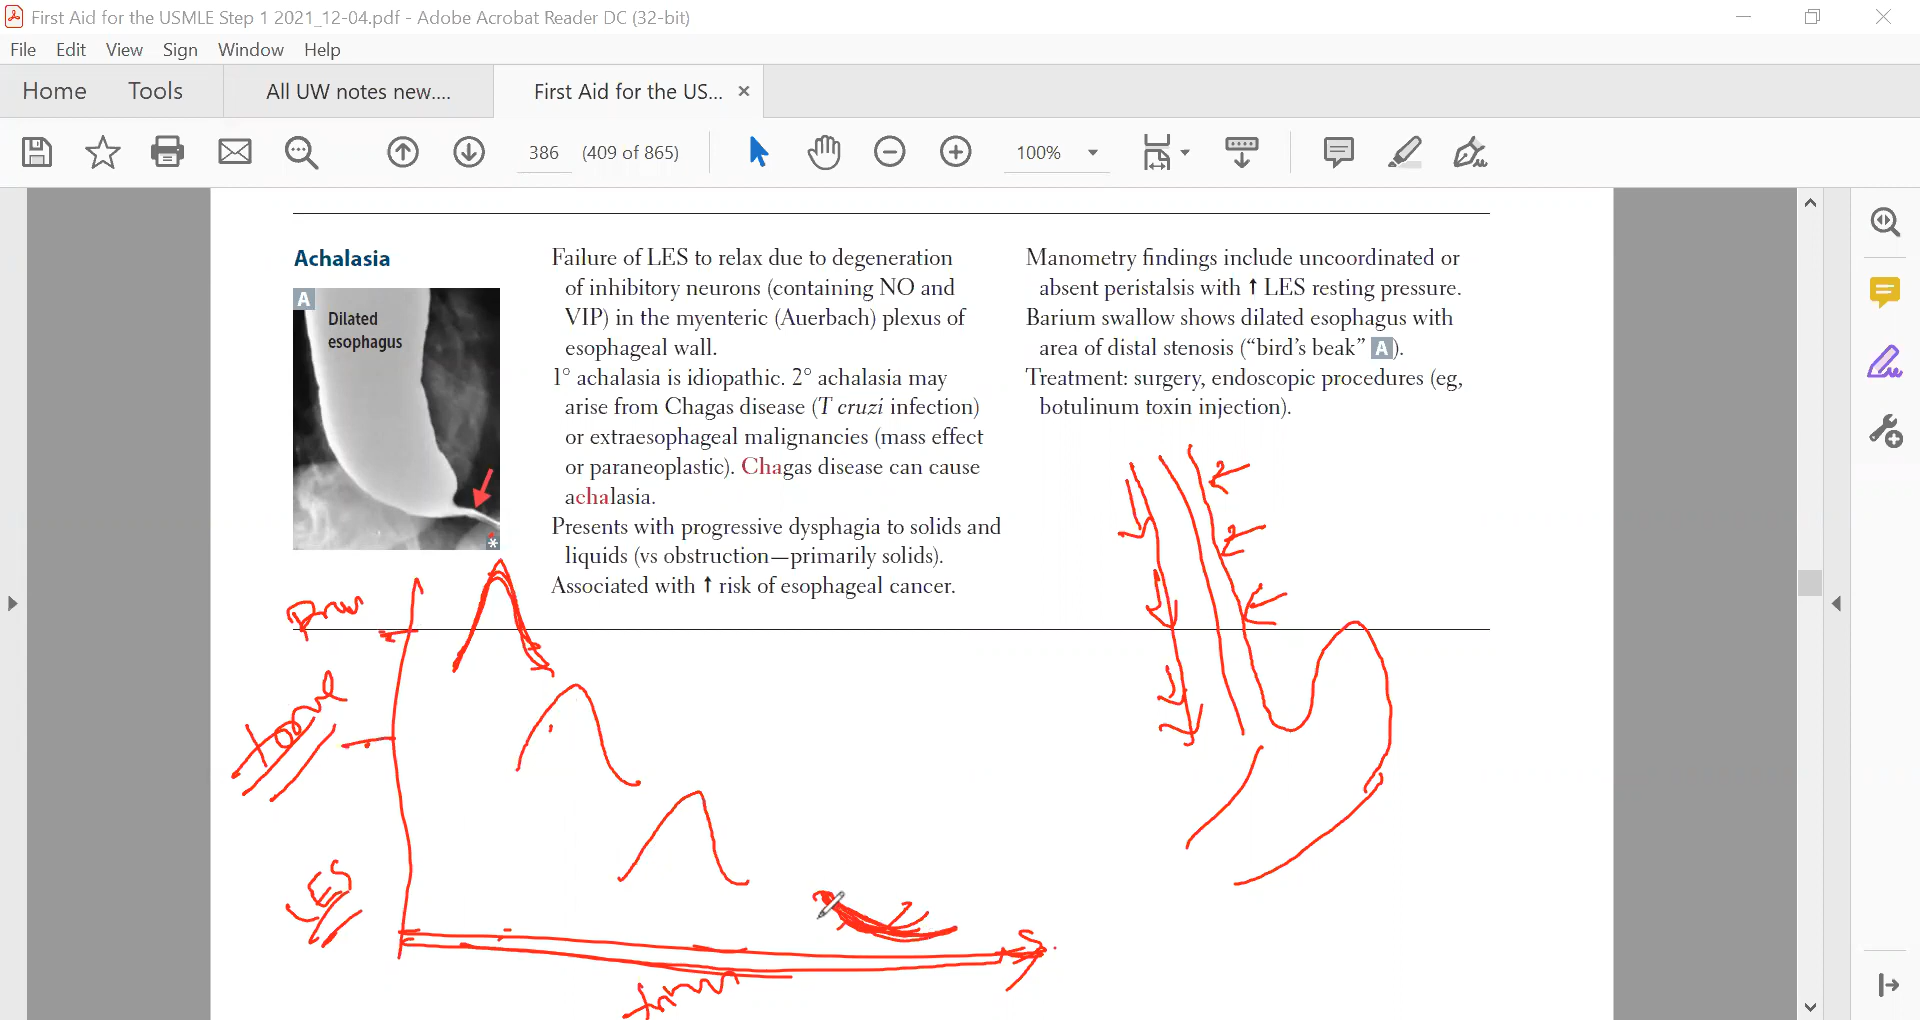 First Aid for the USMLE Step 1 2021_12-04.pdf - Adobe Acrobat Reader DC (32-bit)
File Edit View Sign Window Help
Home Tools All UW notes new.... First Aid for the US... ×
386 (409 of 865) 100%
Achalasia
A
Dilated
esophagus
*
Failure of LES to relax due to degeneration
of inhibitory neurons (containing NO and
VIP) in the myenteric (Auerbach) plexus of
esophageal wall.
1° achalasia is idiopathic. 2° achalasia may
arise from Chagas disease (T cruzi infection)
or extraesophageal malignancies (mass effect
or paraneoplastic). Chagas disease can cause
achalasia.
Presents with progressive dysphagia to solids and
liquids (vs obstruction—primarily solids).
Associated with ↑ risk of esophageal cancer.
Manometry findings include uncoordinated or
absent peristalsis with ↑ LES resting pressure.
Barium swallow shows dilated esophagus with
area of distal stenosis (“bird’s beak” A).
Treatment: surgery, endoscopic procedures (eg,
botulinum toxin injection).
LES